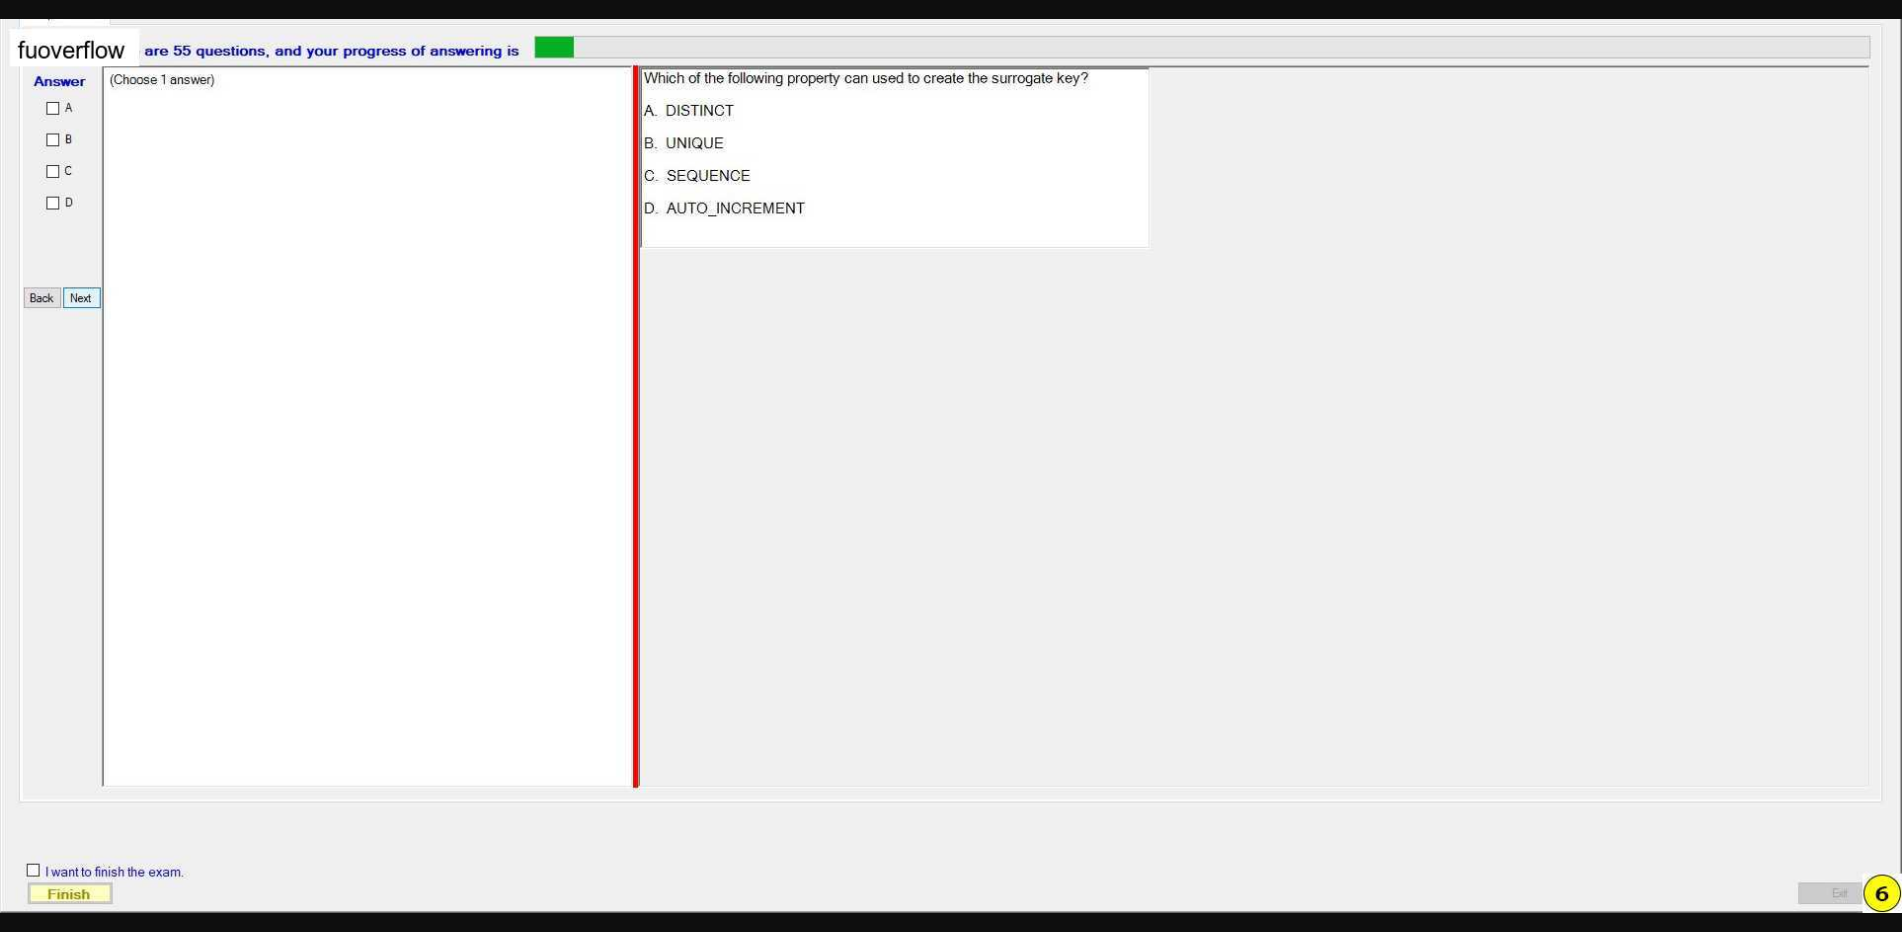 fuoverflow are 55 questions, and your progress of answering is
Answer
(Choose 1 answer)
A
B
C
D
Back Next
Which of the following property can used to create the surrogate key?
A. DISTINCT
B. UNIQUE
C. SEQUENCE
D. AUTO_INCREMENT
I want to finish the exam.
Finish
Exit
6